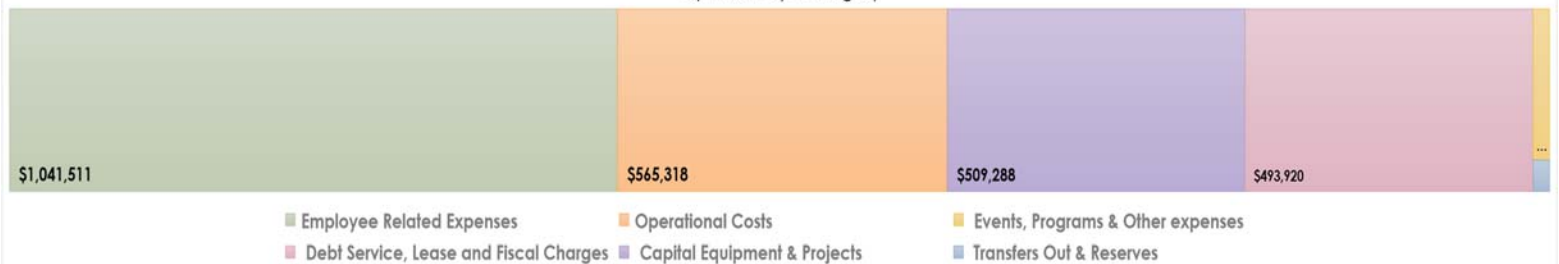 ...
$1,041,511 $565,318 $509,288 $493,920
Employee Related Expenses Operational Costs Events, Programs & Other expenses
Debt Service, Lease and Fiscal Charges Capital Equipment & Projects Transfers Out & Reserves